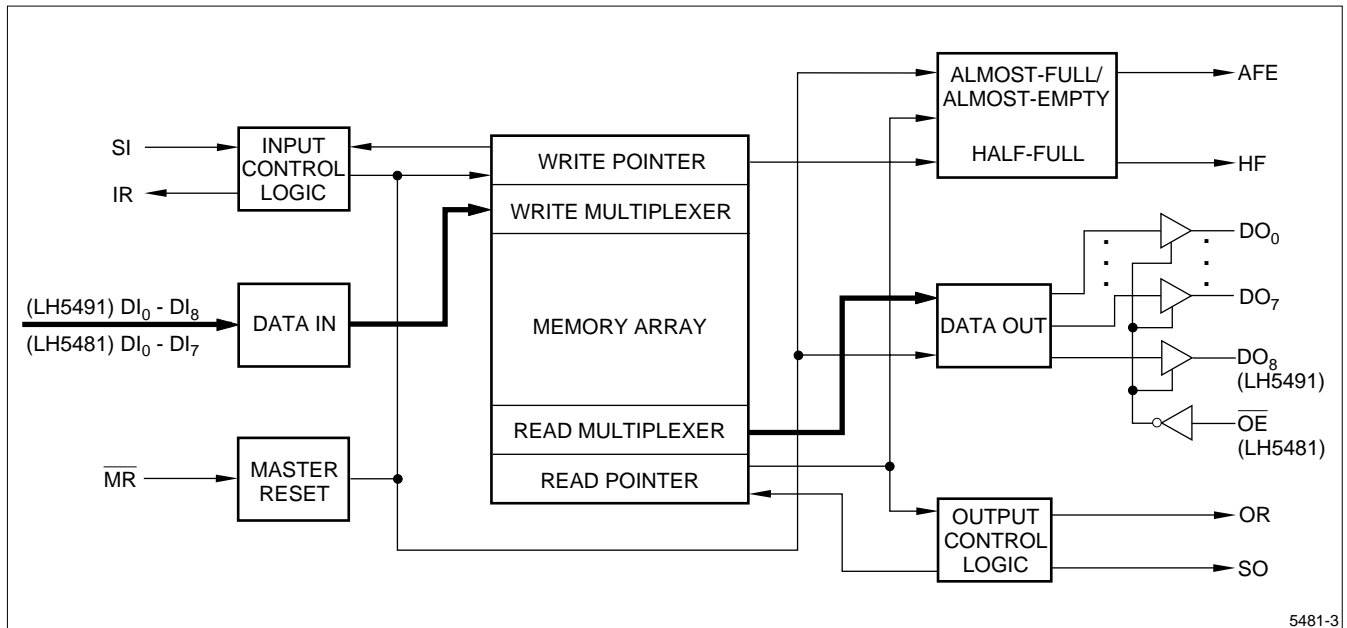 SI
IR
INPUT
CONTROL
LOGIC
(LH5491) DI0 - DI8
(LH5481) DI0 - DI7
DATA IN
M̅R̅
MASTER
RESET
WRITE POINTER
WRITE MULTIPLEXER
MEMORY ARRAY
READ MULTIPLEXER
READ POINTER
ALMOST-FULL/
ALMOST-EMPTY
HALF-FULL
AFE
HF
DATA OUT
DO0
DO7
DO8
(LH5491)
O̅E̅
(LH5481)
OUTPUT
CONTROL
LOGIC
OR
SO
5481-3